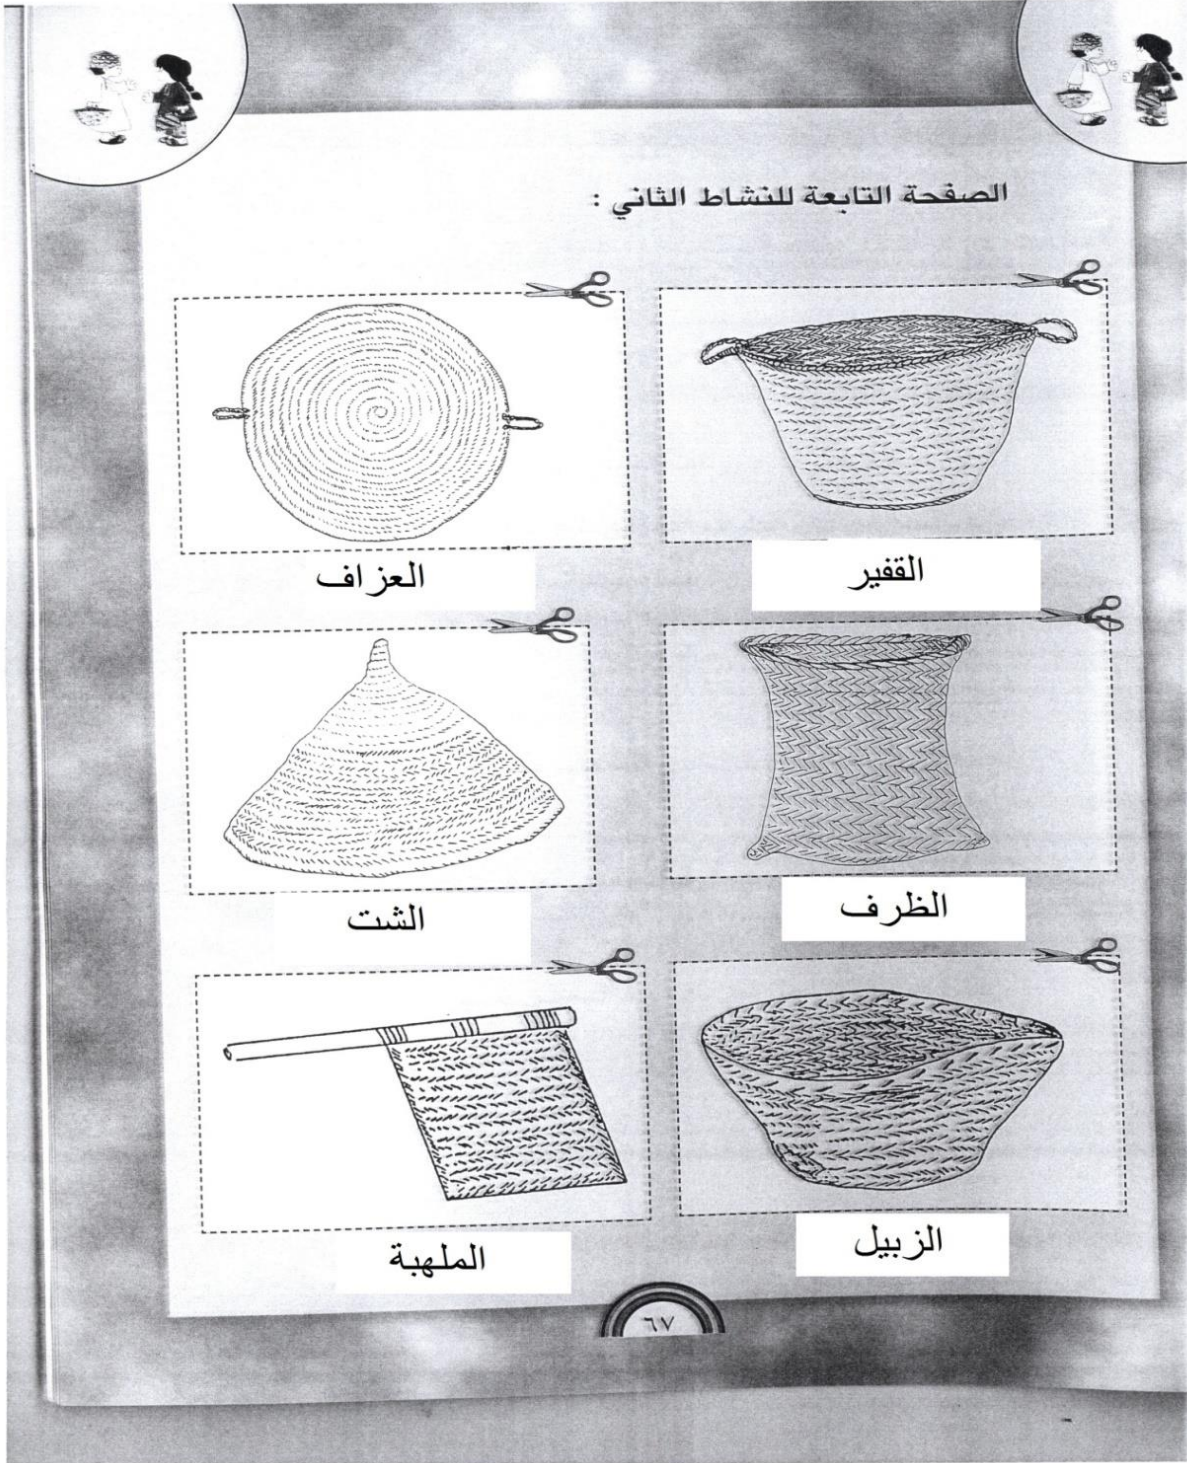 الصفحة التابعة للنشاط الثاني :
القفير
العزاف
الظرف
الشت
الزبيل
الملهبة
٦٧